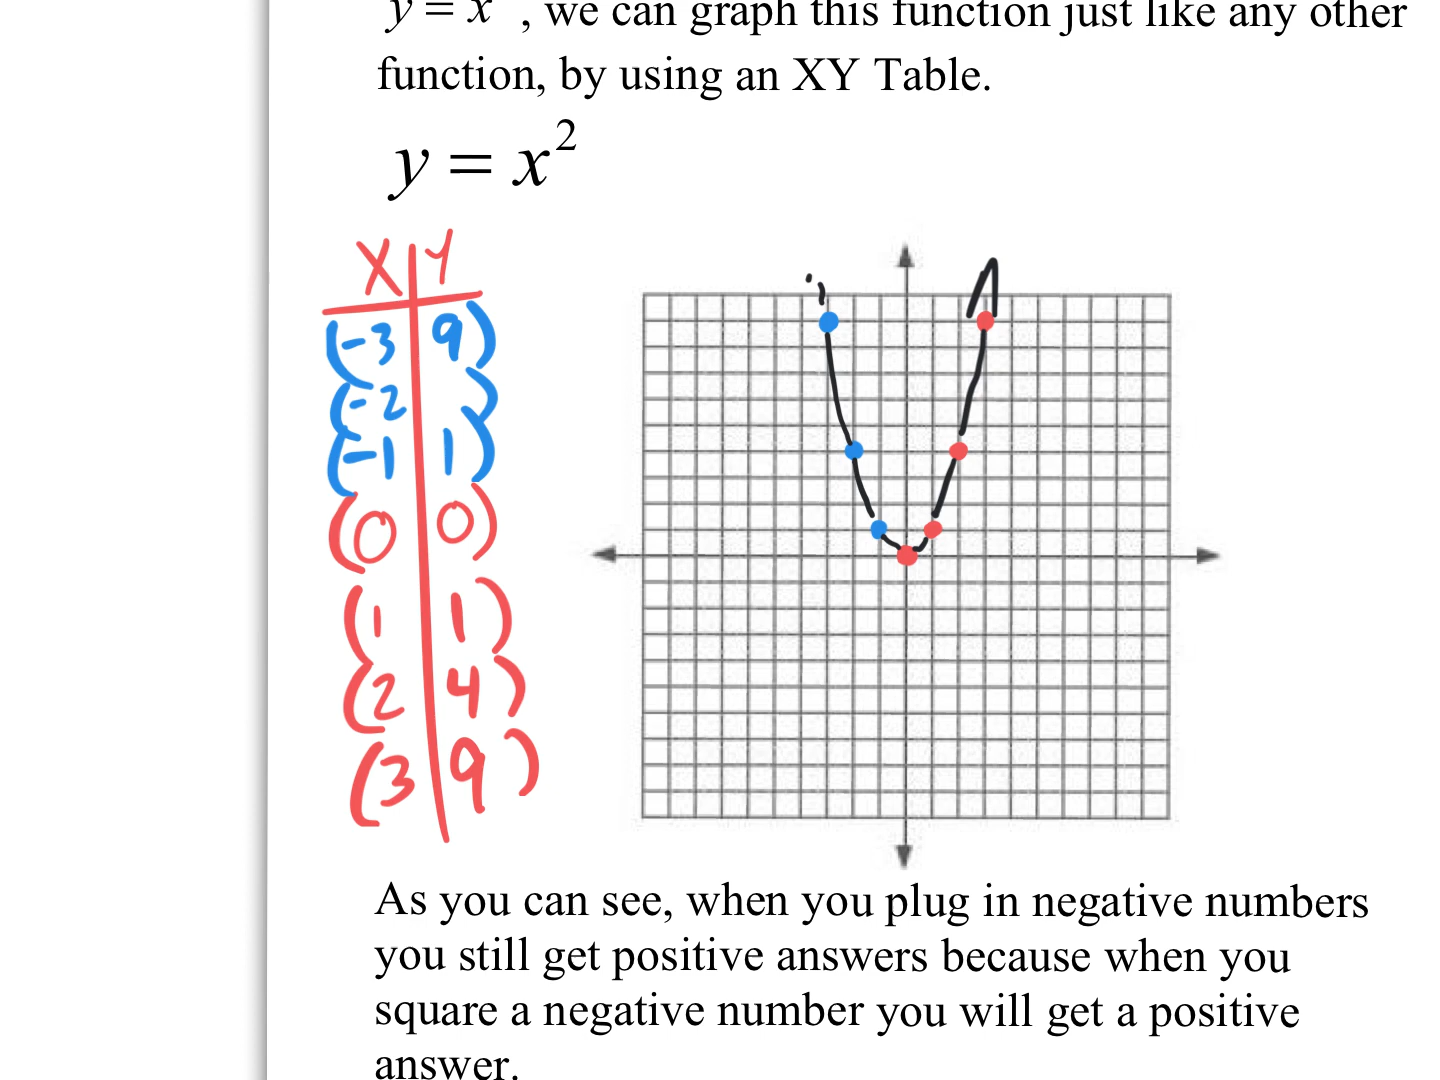 y = x , we can graph this function just like any other
function, by using an XY Table.
y = x²
X Y
(-3 9)
(-2 )
(-1 1)
(0 0)
(1 1)
(2 4)
(3 9)
As you can see, when you plug in negative numbers
you still get positive answers because when you
square a negative number you will get a positive
answer.